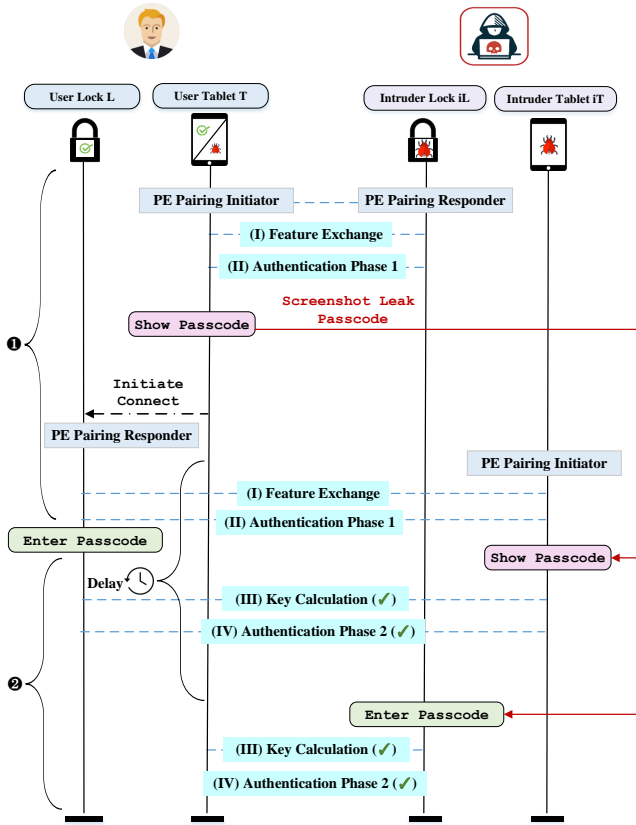 User Lock L
User Tablet T
Intruder Lock iL
Intruder Tablet iT
PE Pairing Initiator
PE Pairing Responder
(I) Feature Exchange
(II) Authentication Phase 1
Screenshot Leak
Passcode
Show Passcode
❶
Initiate
Connect
PE Pairing Responder
PE Pairing Initiator
(I) Feature Exchange
(II) Authentication Phase 1
Enter Passcode
Show Passcode
Delay
(III) Key Calculation (✓)
(IV) Authentication Phase 2 (✓)
❷
Enter Passcode
(III) Key Calculation (✓)
(IV) Authentication Phase 2 (✓)